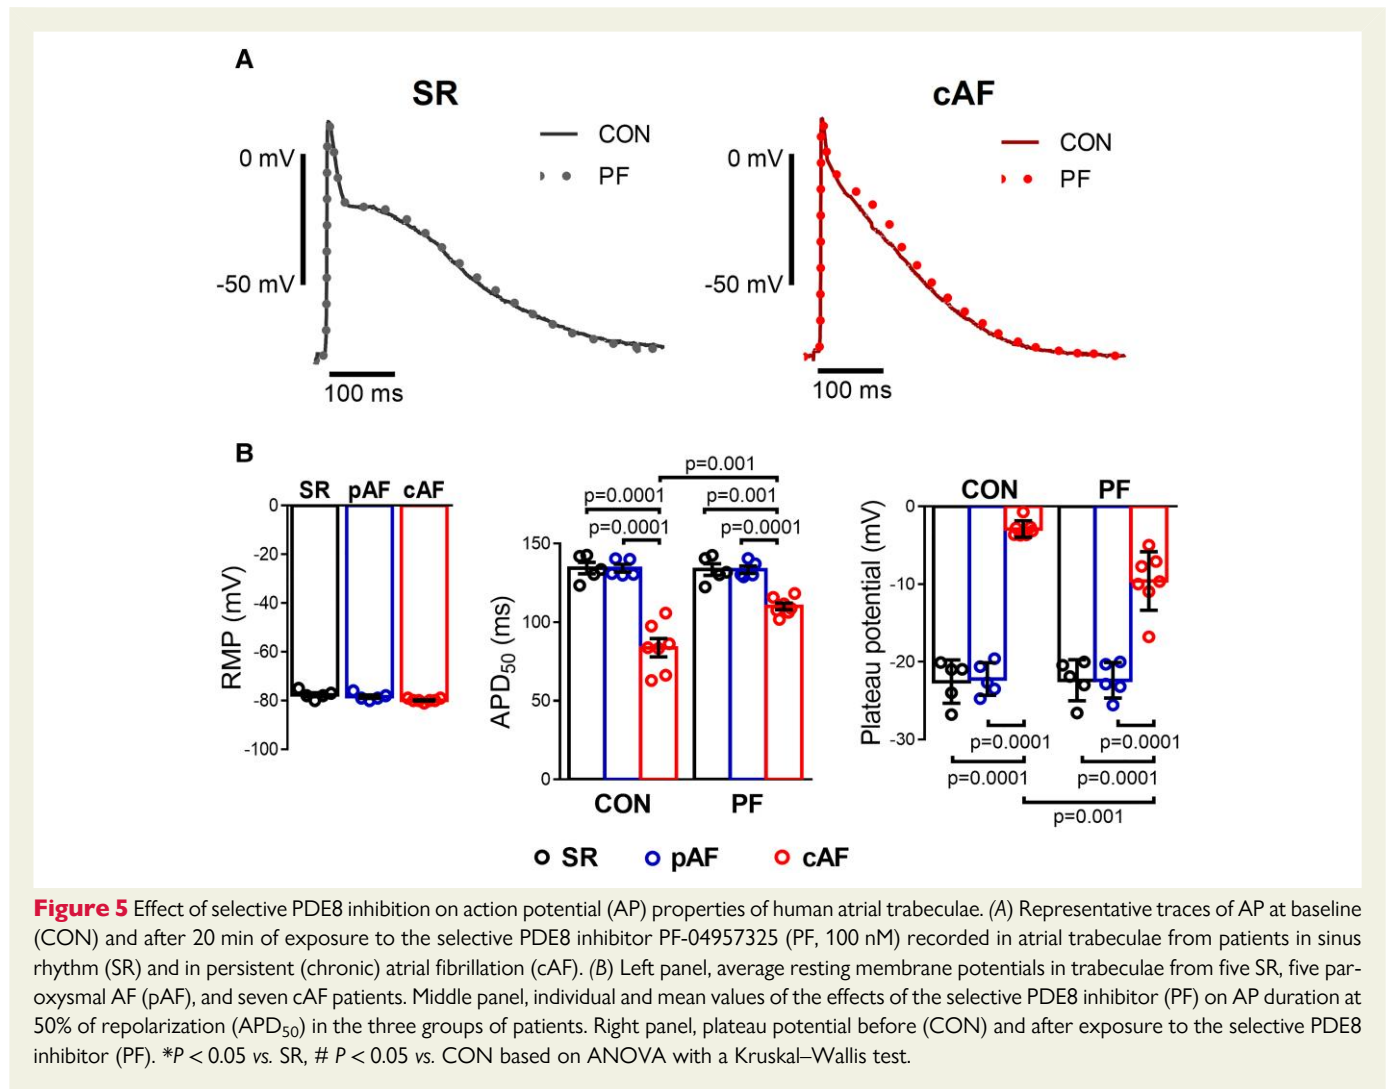 A
SR
cAF
CON
PF
0 mV
-50 mV
100 ms
CON
PF
0 mV
-50 mV
100 ms
B
SR pAF cAF
0
-20
-40
-60
-80
-100
RMP (mV)
p=0.001
p=0.0001 p=0.001
p=0.0001 p=0.0001
150
100
50
0
APD50 (ms)
CON PF
CON PF
0
-10
-20
-30
Plateau potential (mV)
p=0.0001 p=0.0001
p=0.0001 p=0.0001
p=0.001
SR pAF cAF
Figure 5 Effect of selective PDE8 inhibition on action potential (AP) properties of human atrial trabeculae. (A) Representative traces of AP at baseline
(CON) and after 20 min of exposure to the selective PDE8 inhibitor PF-04957325 (PF, 100 nM) recorded in atrial trabeculae from patients in sinus
rhythm (SR) and in persistent (chronic) atrial fibrillation (cAF). (B) Left panel, average resting membrane potentials in trabeculae from five SR, five par-
oxysmal AF (pAF), and seven cAF patients. Middle panel, individual and mean values of the effects of the selective PDE8 inhibitor (PF) on AP duration at
50% of repolarization (APD50) in the three groups of patients. Right panel, plateau potential before (CON) and after exposure to the selective PDE8
inhibitor (PF). *P < 0.05 vs. SR, # P < 0.05 vs. CON based on ANOVA with a Kruskal–Wallis test.